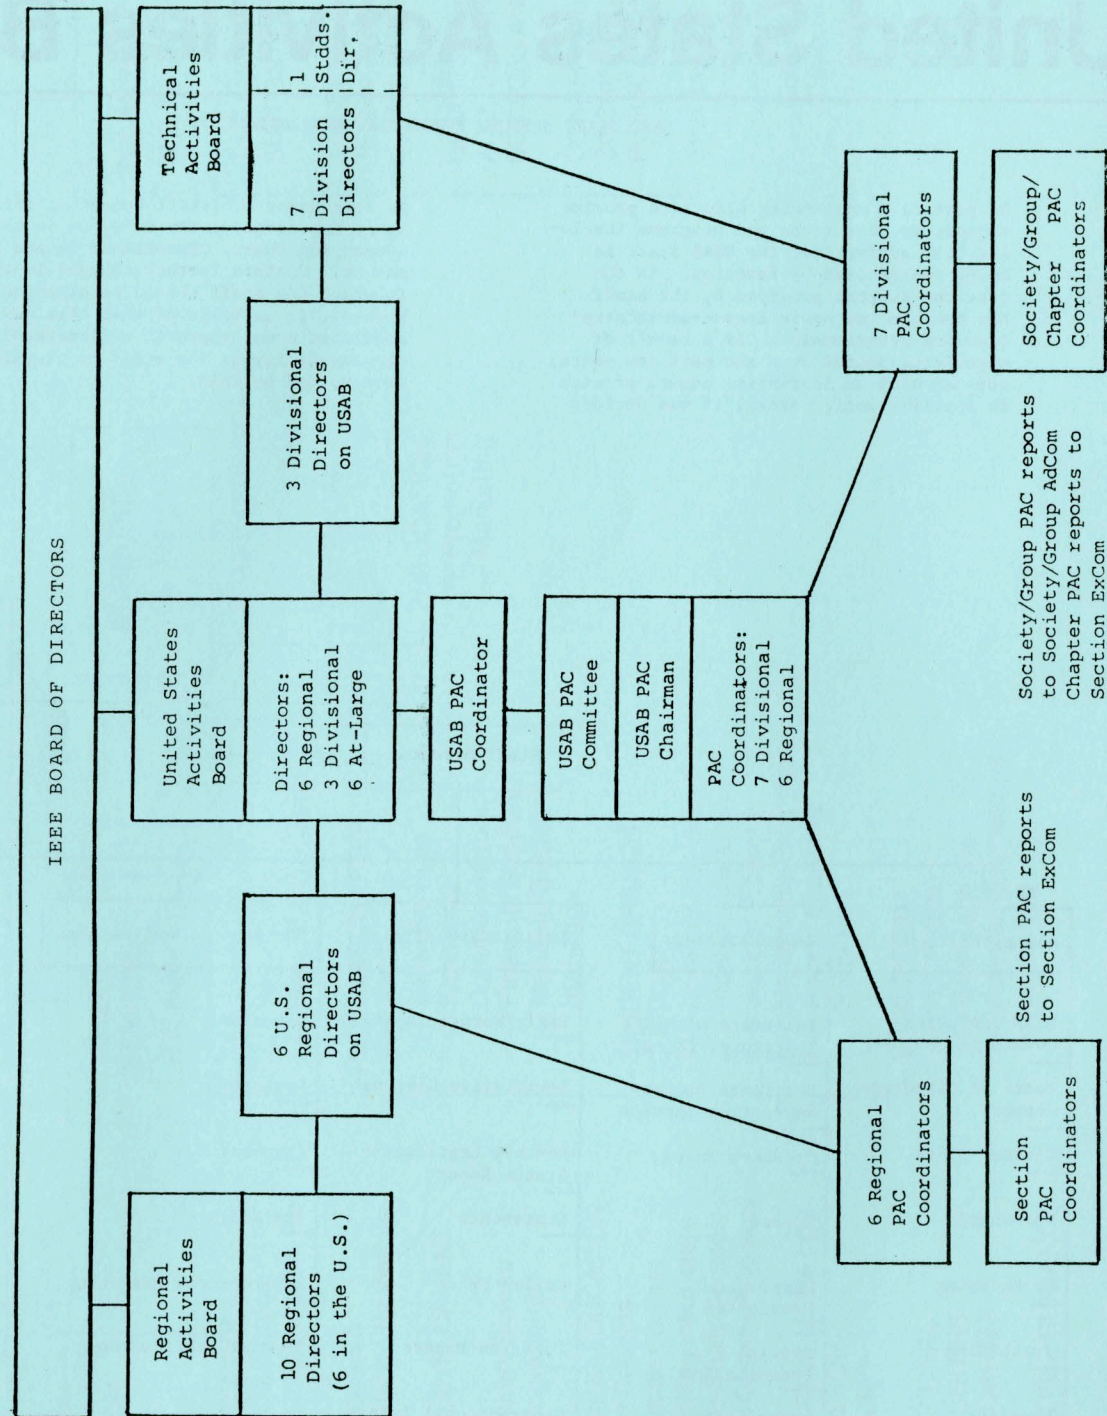 IEEE BOARD OF DIRECTORS
Regional
Activities
Board
10 Regional
Directors
(6 in the U.S.)
6 U.S.
Regional
Directors
on USAB
United States
Activities
Board
Directors:
6 Regional
3 Divisional
6 At-Large
3 Divisional
Directors
on USAB
Technical
Activities
Board
7
Division
Directors
1
Stdds.
Dir.
USAB PAC
Coordinator
USAB PAC
Committee
USAB PAC
Chairman
PAC
Coordinators:
7 Divisional
6 Regional
6 Regional
PAC
Coordinators
Section
PAC
Coordinators
Section PAC reports
to Section ExCom
7 Divisional
PAC
Coordinators
Society/Group/
Chapter PAC
Coordinators
Society/Group PAC reports
to Society/Group AdCom
Chapter PAC reports to
Section ExCom